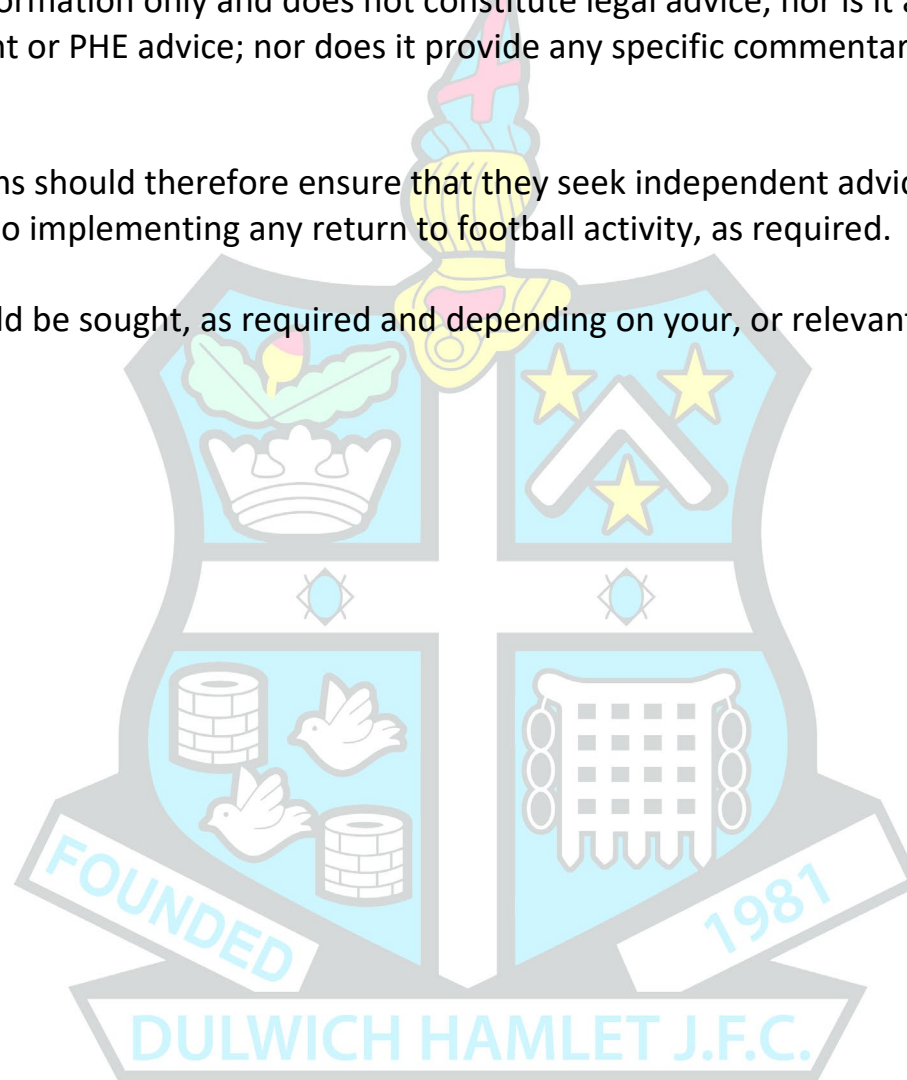 formation only and does not constitute legal advice, nor is it a
nt or PHE advice; nor does it provide any specific commentar
ns should therefore ensure that they seek independent advic
o implementing any return to football activity, as required.
ld be sought, as required and depending on your, or relevant
FOUNDED
1981
DULWICH HAMLET J.F.C.